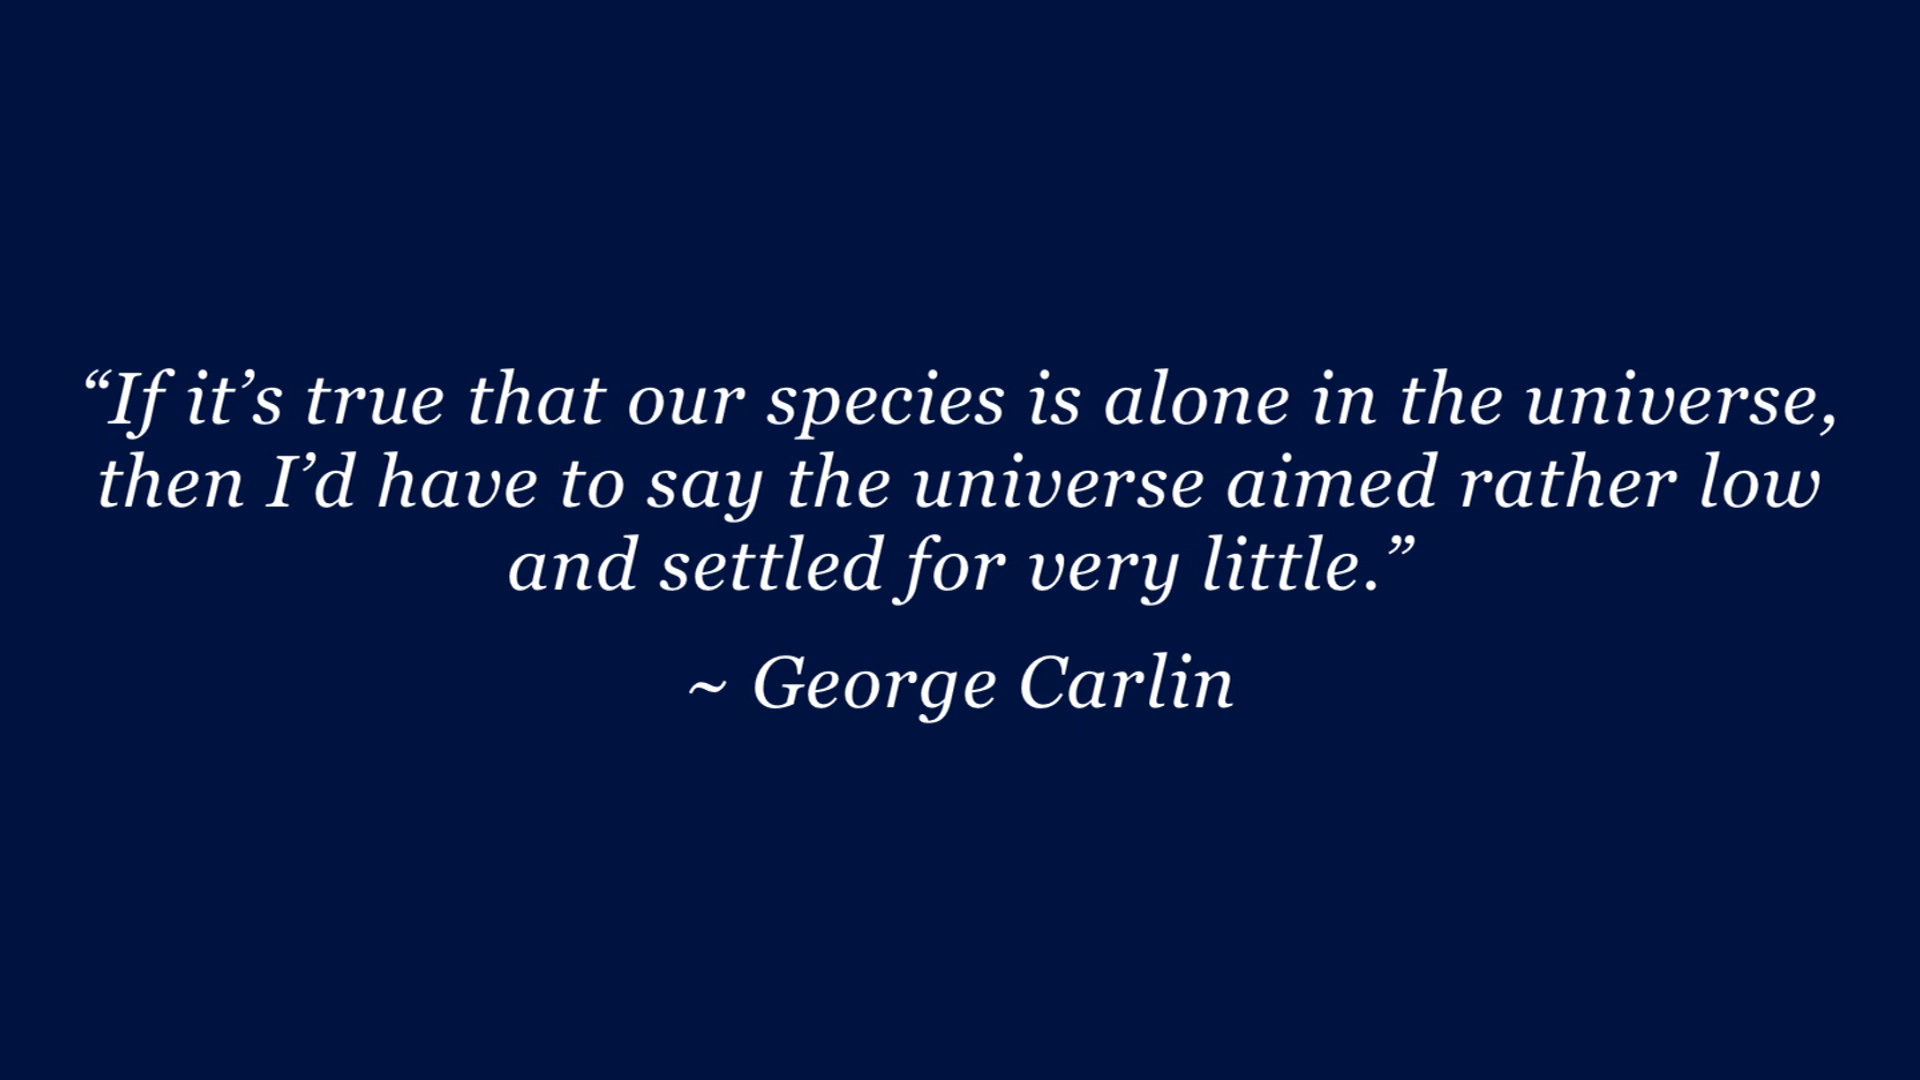 “If it’s true that our species is alone in the universe,
then I’d have to say the universe aimed rather low
and settled for very little.”
~ George Carlin